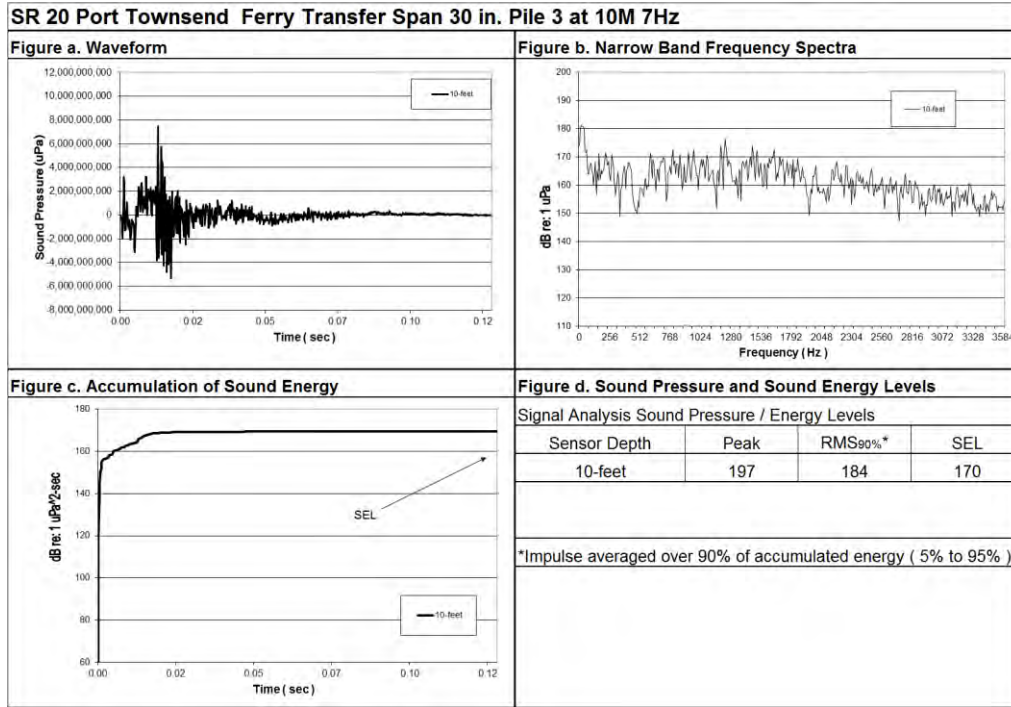 SR 20 Port Townsend Ferry Transfer Span 30 in. Pile 3 at 10M 7Hz
Figure a. Waveform
12,000,000,000
10,000,000,000
8,000,000,000
6,000,000,000
4,000,000,000
2,000,000,000
0
-2,000,000,000
-4,000,000,000
-6,000,000,000
-8,000,000,000
Sound Pressure (uPa)
10-feet
0.00 0.02 0.05 0.07 0.10 0.12
Time ( sec )
Figure b. Narrow Band Frequency Spectra
200
190
180
170
160
150
140
130
120
110
dB re: 1 uPa
10-feet
0 256 512 768 1024 1280 1536 1792 2048 2304 2560 2816 3072 3328 3584
Frequency ( Hz )
Figure c. Accumulation of Sound Energy
180
160
140
120
100
80
60
dB re: 1 uPa^2-sec
SEL
10-feet
0.00 0.02 0.05 0.07 0.10 0.12
Time ( sec )
Figure d. Sound Pressure and Sound Energy Levels
Signal Analysis Sound Pressure / Energy Levels
Sensor Depth Peak RMS90%* SEL
10-feet 197 184 170
*Impulse averaged over 90% of accumulated energy ( 5% to 95% )